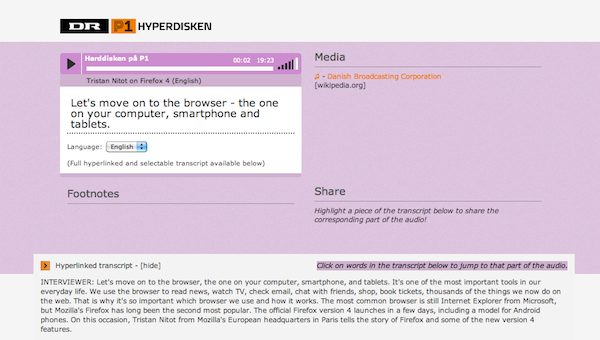 DR P1 HYPERDISKEN
Harddisken på P1 00:02 19:23
Tristan Nitot on Firefox 4 (English)
Let's move on to the browser - the one
on your computer, smartphone and
tablets.
Language: English
(Full hyperlinked and selectable transcript available below)
Media
♫ - Danish Broadcasting Corporation
[wikipedia.org]
Footnotes
Share
Highlight a piece of the transcript below to share the
corresponding part of the audio!
Hyperlinked transcript - [hide]
Click on words in the transcript below to jump to that part of the audio.
INTERVIEWER: Let's move on to the browser, the one on your computer, smartphone, and tablets. It's one of the most important tools in our
everyday life. We use the browser to read news, watch TV, check email, chat with friends, shop, book tickets, thousands of the things we now do on
the web. That is why it's so important which browser we use and how it works. The most common browser is still Internet Explorer from Microsoft,
but Mozilla's Firefox has long been the second most popular. The official Firefox version 4 launches in a few days, including a model for Android
phones. On this occasion, Tristan Nitot from Mozilla's European headquarters in Paris tells the story of Firefox and some of the new version 4
features.